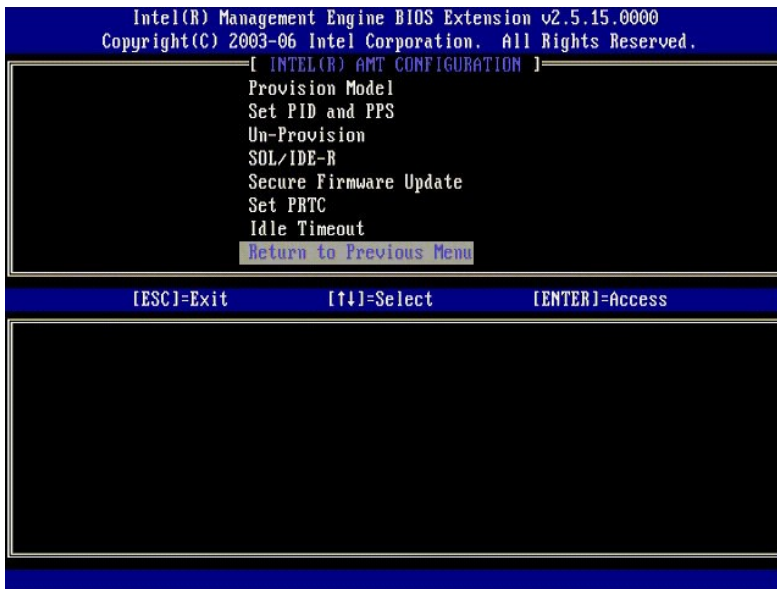 Intel(R) Management Engine BIOS Extension v2.5.15.0000
Copyright(C) 2003-06 Intel Corporation. All Rights Reserved.
[ INTEL(R) AMT CONFIGURATION ]
Provision Model
Set PID and PPS
Un-Provision
SOL/IDE-R
Secure Firmware Update
Set PRTC
Idle Timeout
Return to Previous Menu
[ESC]=Exit [↑↓]=Select [ENTER]=Access